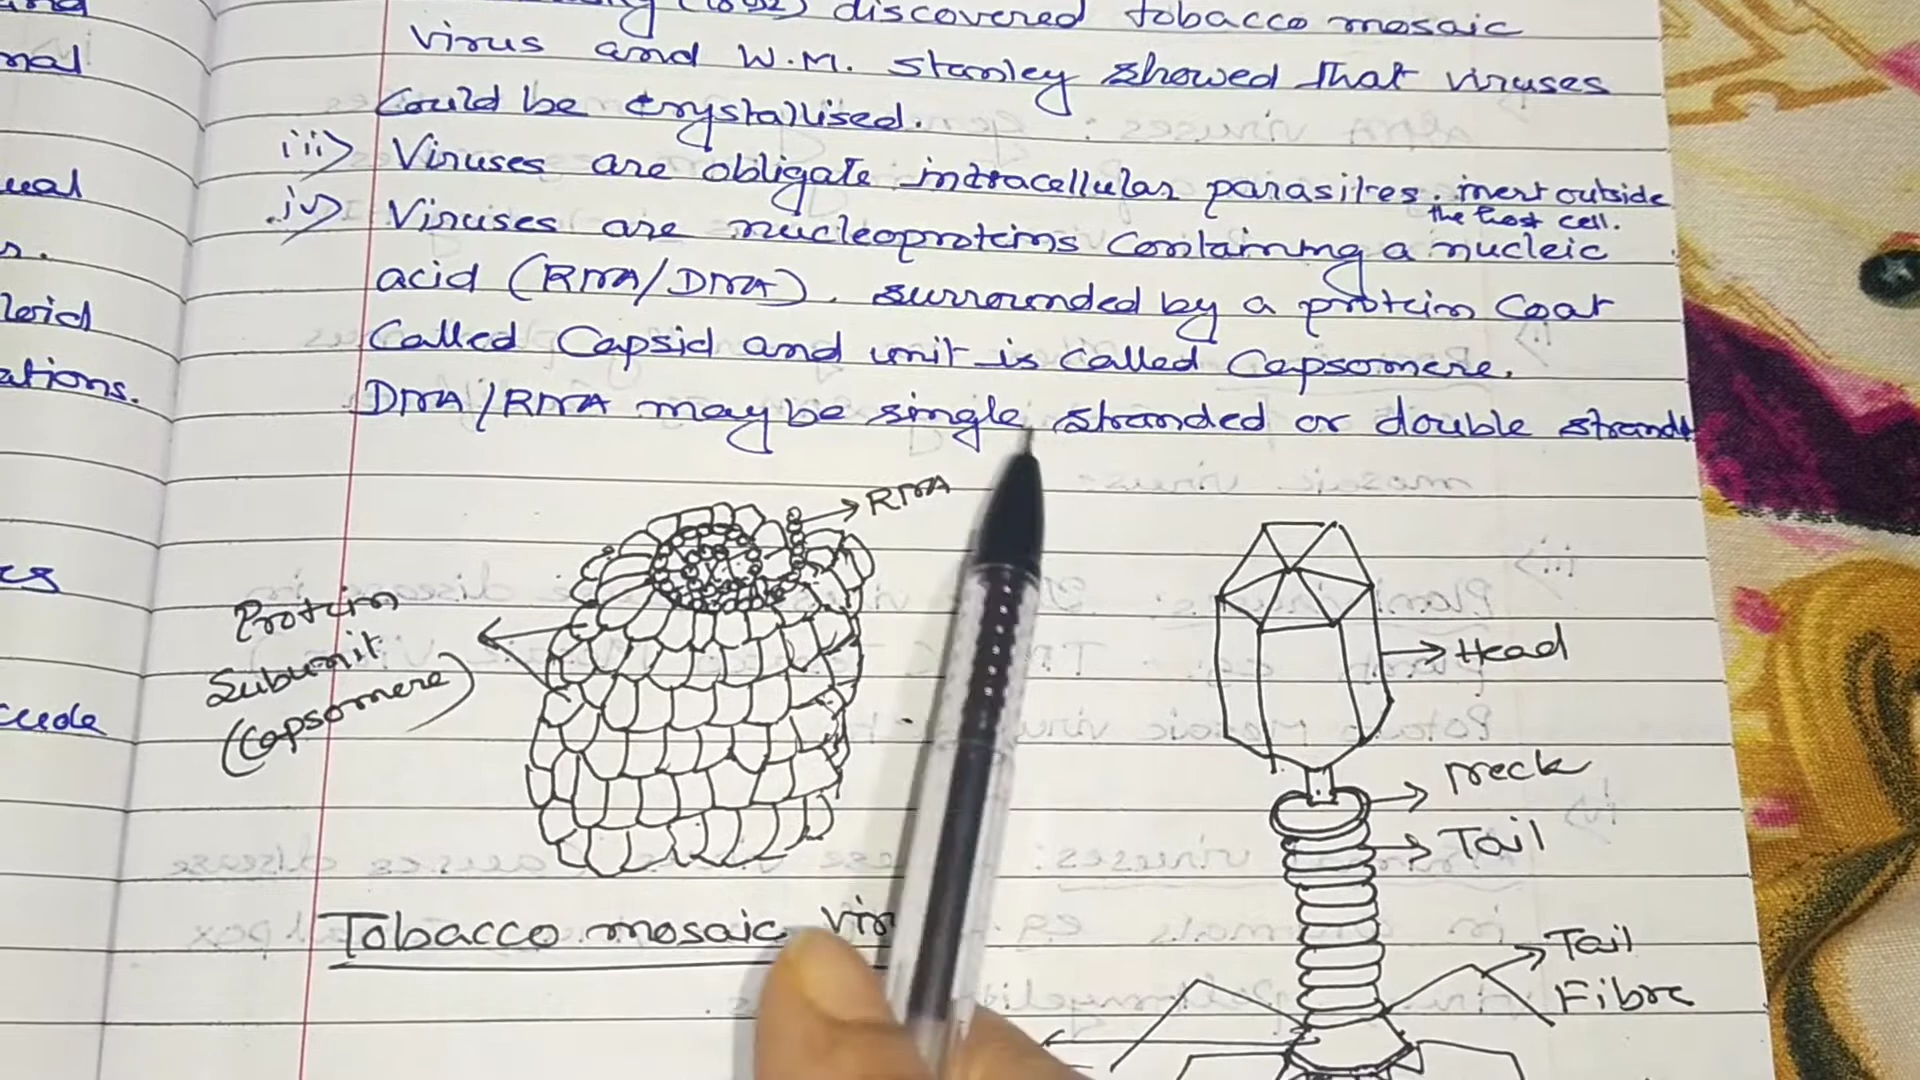 discovered tobacco mosaic
virus and W.M. Stanley showed that viruses
could be crystallised.
iii) Viruses are obligate intracellular parasites. inert outside
the host cell.
iv) Viruses are nucleoproteins containing a nucleic
acid (RNA/DNA), surrounded by a protein coat
called Capsid and unit is called Capsomere.
DNA/RNA may be single stranded or double
RNA
Protein
Subunit
(Capsomere)
Tobacco mosaic
Head
Neck
Tail
Tail
Fibre
ations.